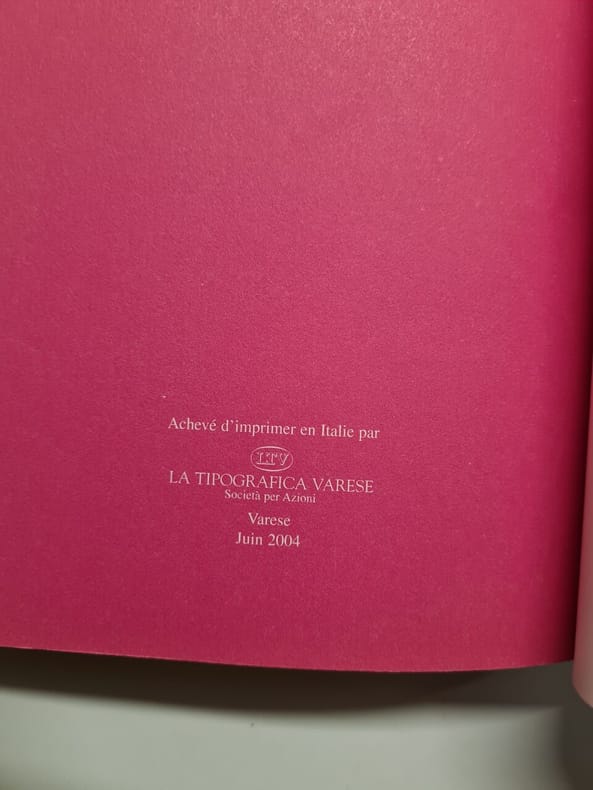 Achevé d'imprimer en Italie par
LTV
LA TIPOGRAFICA VARESE
Società per Azioni
Varese
Juin 2004